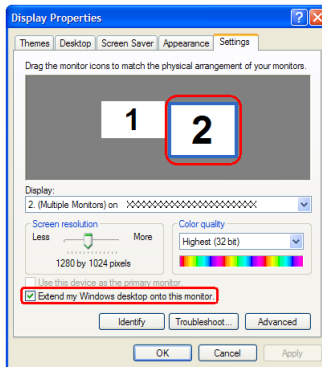 Display Properties
Themes Desktop Screen Saver Appearance Settings
Drag the monitor icons to match the physical arrangement of your monitors.
1 2
Display:
2. (Multiple Monitors) on XXXXXXXXXXXXXXXXXXXXXX
Screen resolution
Less More
1280 by 1024 pixels
Color quality
Highest (32 bit)
Use this device as the primary monitor.
Extend my Windows desktop onto this monitor.
Identify Troubleshoot... Advanced
OK Cancel Apply